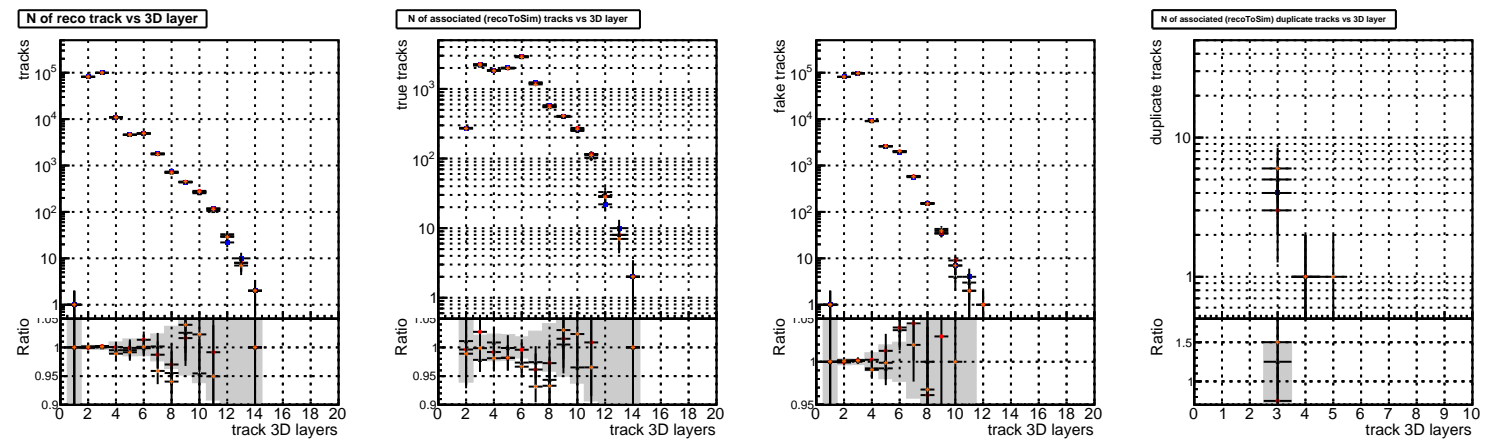 N of reco track vs 3D layer
tracks
10^5
10^4
10^3
10^2
10
1
Ratio
1.05
1
0.95
0.9
0 2 4 6 8 10 12 14 16 18 20
track 3D layers
N of associated (recoToSim) tracks vs 3D layer
true tracks
10^3
10^2
10
1
Ratio
1.05
1
0.95
0.9
0 2 4 6 8 10 12 14 16 18 20
track 3D layers
fake tracks
10^5
10^4
10^3
10^2
10
1
Ratio
1.05
1
0.95
0 2 4 6 8 10 12 14 16 18 20
track 3D layers
N of associated (recoToSim) duplicate tracks vs 3D layer
duplicate tracks
10
1
Ratio
1.5
1
0 1 2 3 4 5 6 7 8 9 10
track 3D layers